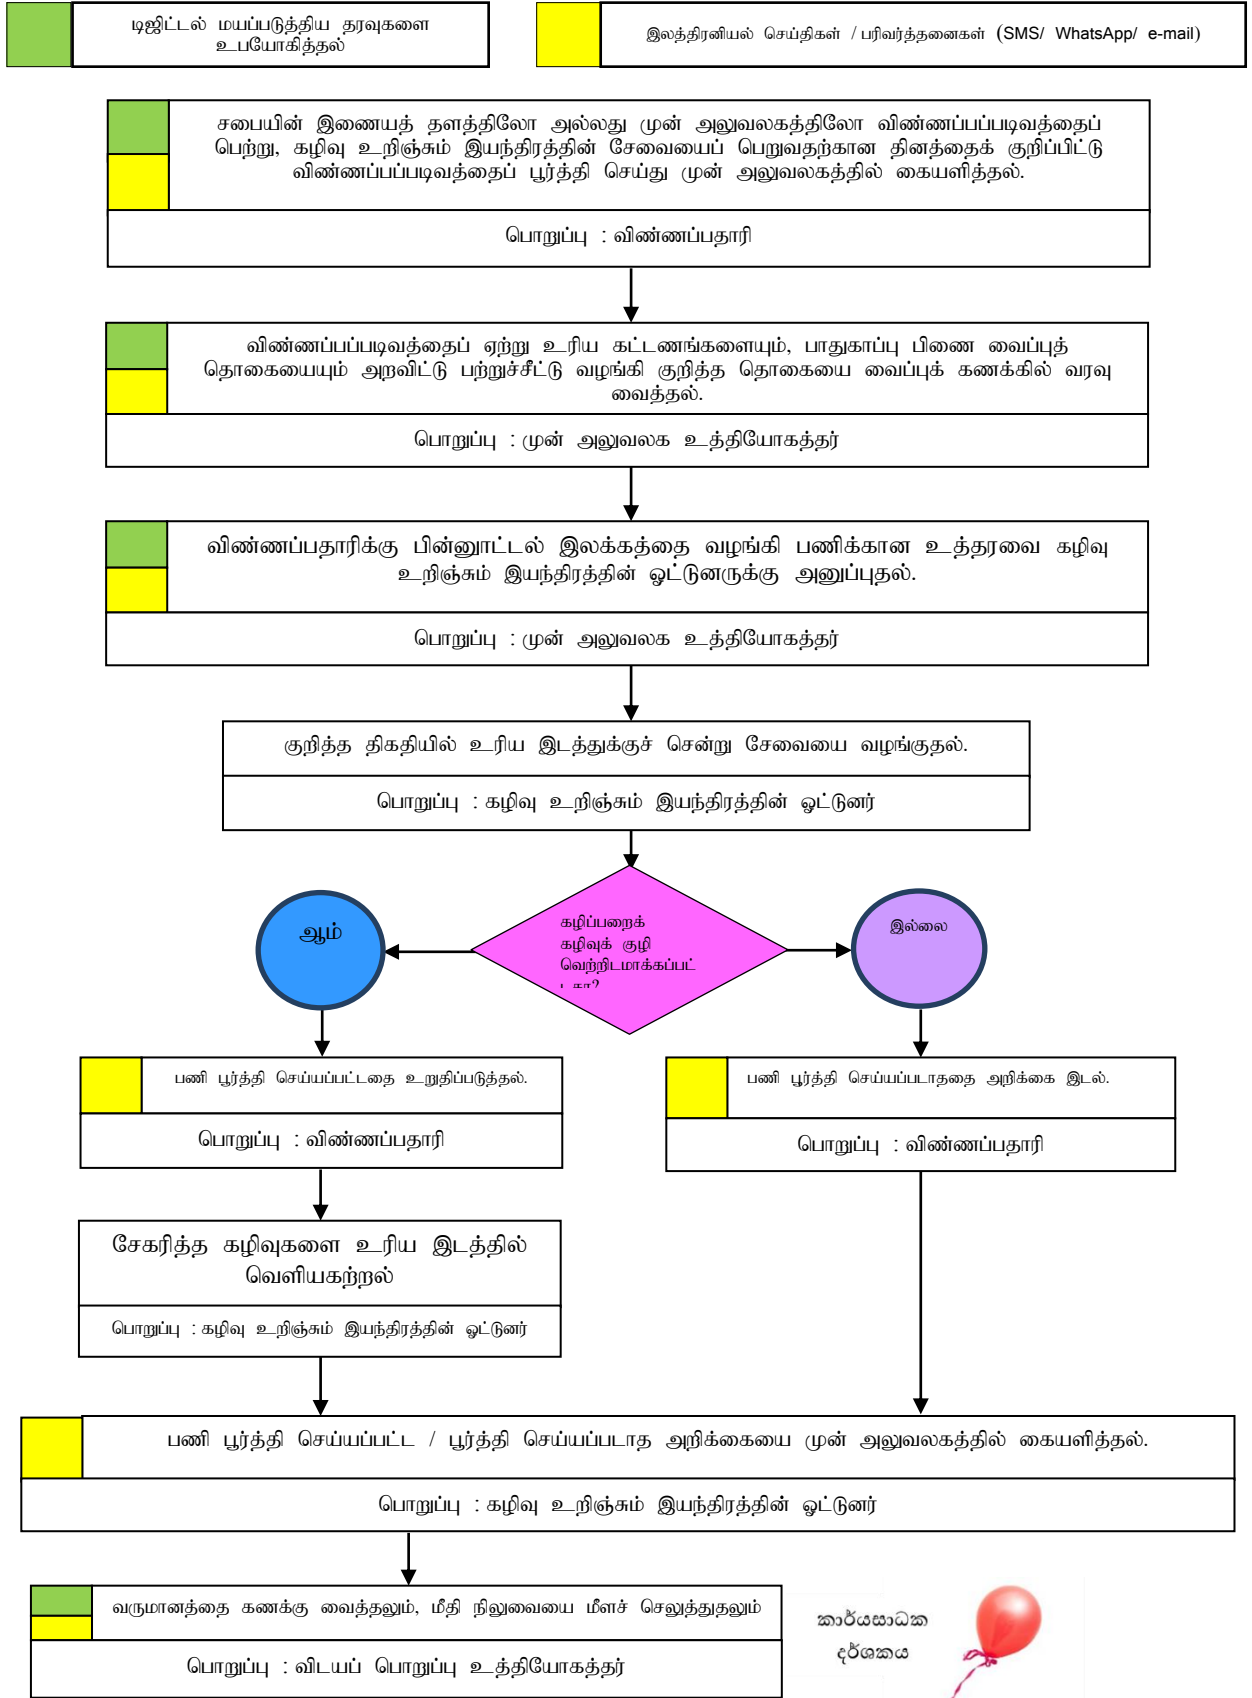 டிஜிட்டல் மயப்படுத்திய தரவுகளை
உபயோகித்தல்
இலத்திரனியல் செய்திகள் / பரிவர்த்தனைகள் (SMS/ WhatsApp/ e-mail)
சபையின் இணையத் தளத்திலோ அல்லது முன் அலுவலகத்திலோ விண்ணப்பப்படிவத்தைப்
பெற்று, கழிவு உறிஞ்சும் இயந்திரத்தின் சேவையைப் பெறுவதற்கான தினத்தைக் குறிப்பிட்டு
விண்ணப்பப்படிவத்தைப் பூர்த்தி செய்து முன் அலுவலகத்தில் கையளித்தல்.
பொறுப்பு : விண்ணப்பதாரி
விண்ணப்பப்படிவத்தைப் ஏற்று உரிய கட்டணங்களையும், பாதுகாப்பு பிணை வைப்புத்
தொகையையும் அறவிட்டு பற்றுச்சீட்டு வழங்கி குறித்த தொகையை வைப்புக் கணக்கில் வரவு
வைத்தல்.
பொறுப்பு : முன் அலுவலக உத்தியோகத்தர்
விண்ணப்பதாரிக்கு பின்னுாட்டல் இலக்கத்தை வழங்கி பணிக்கான உத்தரவை கழிவு
உறிஞ்சும் இயந்திரத்தின் ஓட்டுனருக்கு அனுப்புதல்.
பொறுப்பு : முன் அலுவலக உத்தியோகத்தர்
குறித்த திகதியில் உரிய இடத்துக்குச் சென்று சேவையை வழங்குதல்.
பொறுப்பு : கழிவு உறிஞ்சும் இயந்திரத்தின் ஓட்டுனர்
கழிப்பறைக்
கழிவுக் குழி
வெற்றிடமாக்கப்பட்
டதா?
ஆம்
இல்லை
பணி பூர்த்தி செய்யப்பட்டதை உறுதிப்படுத்தல்.
பொறுப்பு : விண்ணப்பதாரி
பணி பூர்த்தி செய்யப்படாததை அறிக்கை இடல்.
பொறுப்பு : விண்ணப்பதாரி
சேகரித்த கழிவுகளை உரிய இடத்தில்
வெளியகற்றல்
பொறுப்பு : கழிவு உறிஞ்சும் இயந்திரத்தின் ஓட்டுனர்
பணி பூர்த்தி செய்யப்பட்ட / பூர்த்தி செய்யப்படாத அறிக்கையை முன் அலுவலகத்தில் கையளித்தல்.
பொறுப்பு : கழிவு உறிஞ்சும் இயந்திரத்தின் ஓட்டுனர்
வருமானத்தை கணக்கு வைத்தலும், மீதி நிலுவையை மீளச் செலுத்துதலும்
பொறுப்பு : விடயப் பொறுப்பு உத்தியோகத்தர்
කාර්යසාධක
දර්ශකය